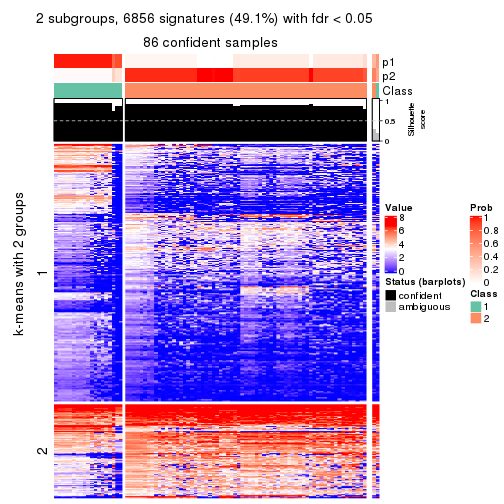 2 subgroups, 6856 signatures (49.1%) with fdr < 0.05
86 confident samples
p1
p2
Class
1
0.5
0
Silhouette
score
k-means with 2 groups
1
2
Value
8
6
4
2
0
Prob
1
0.8
0.6
0.4
0.2
0
Status (barplots)
confident
ambiguous
Class
1
2